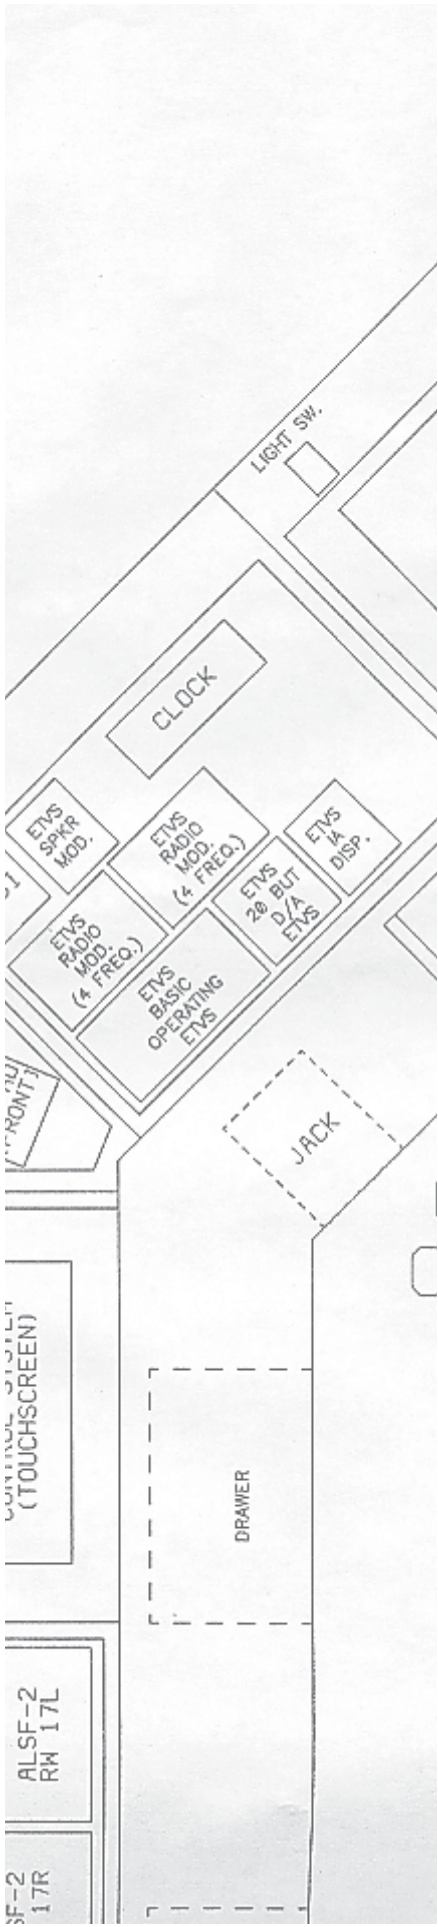 LIGHT SW.
CLOCK
ETVS
SPKR
MOD.
ETVS
RADIO
MOD.
(4 FREQ.)
ETVS
IA
DISP.
ETVS
20 BUT
D/A
ETVS
ETVS
RADIO
MOD.
(4 FREQ.)
ETVS
BASIC
OPERATING
ETVS
JACK
(TOUCHSCREEN)
DRAWER
ALSF-2
RW 17L
17R